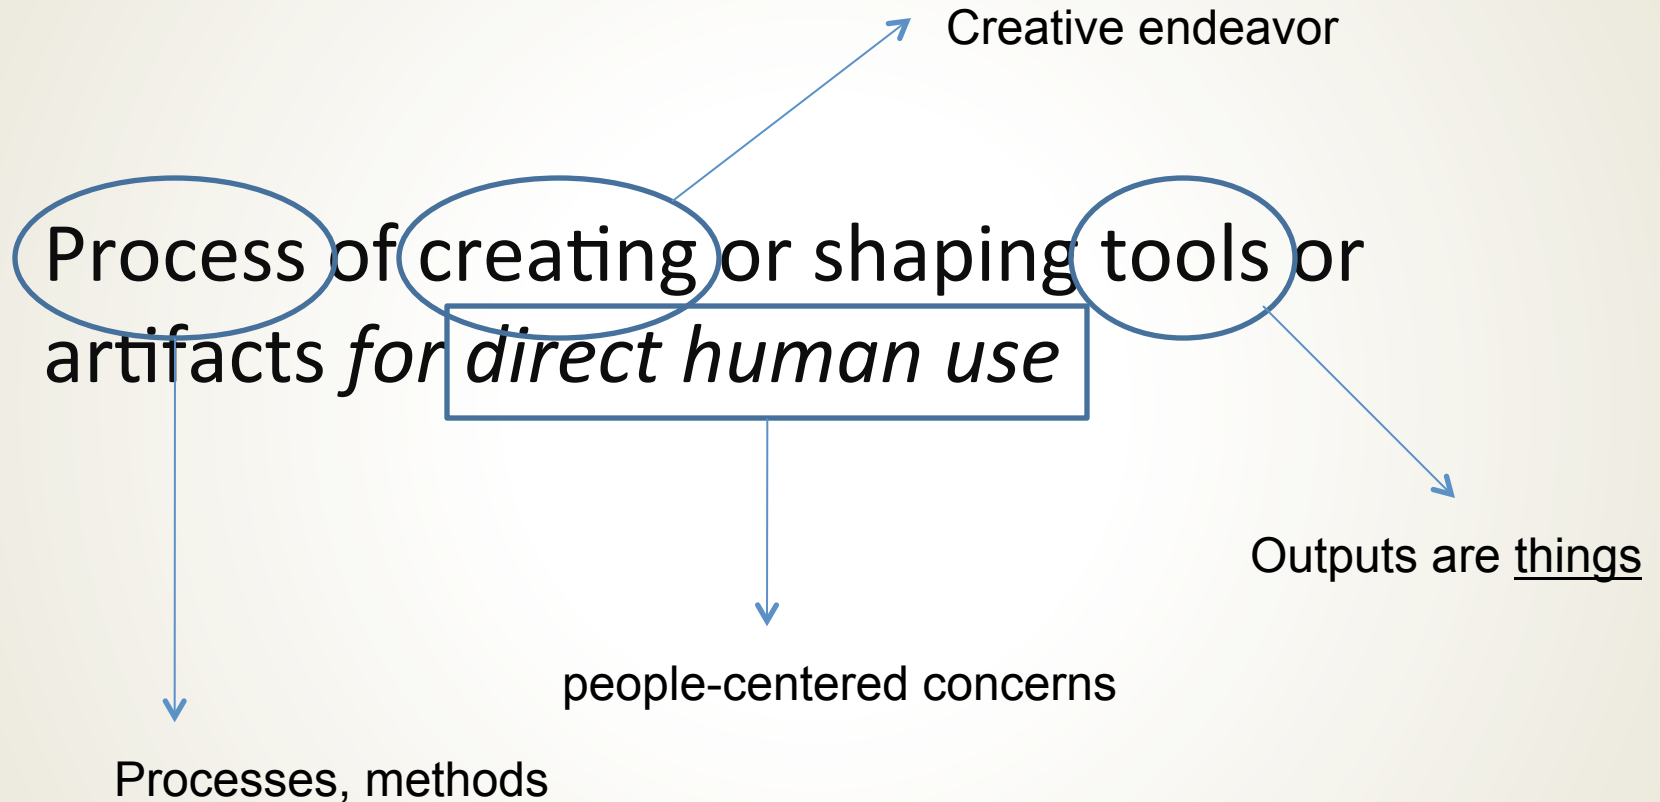 Creative endeavor
Process of creating or shaping tools or
artifacts for direct human use
Outputs are things
people-centered concerns
Processes, methods